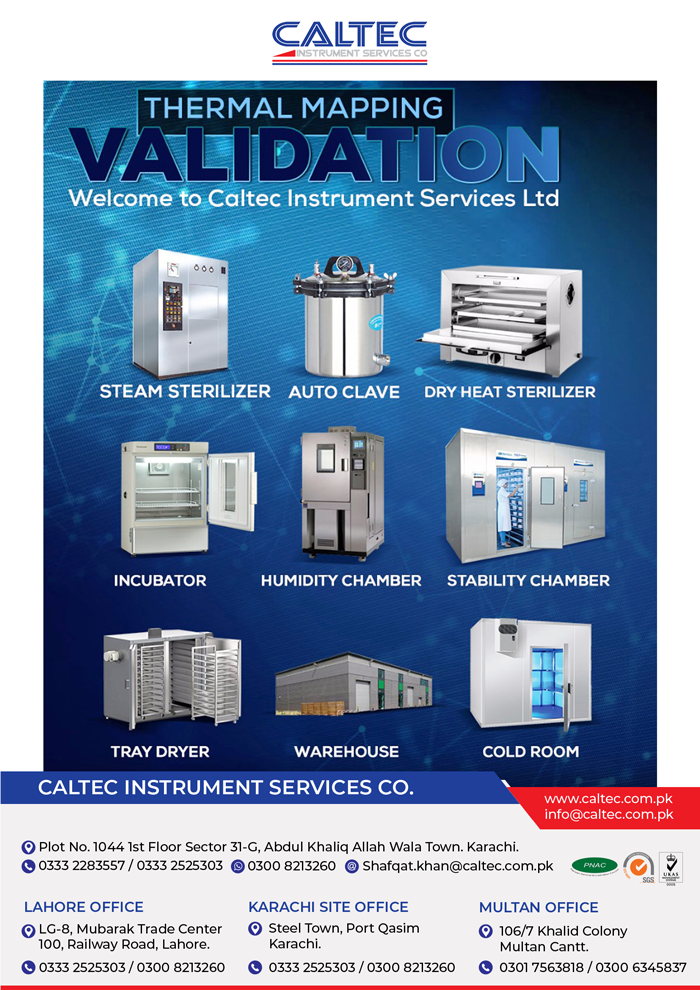 CALTEC
INSTRUMENT SERVICES CO
THERMAL MAPPING
VALIDATION
Welcome to Caltec Instrument Services Ltd
STEAM STERILIZER
AUTO CLAVE
DRY HEAT STERILIZER
INCUBATOR
HUMIDITY CHAMBER
STABILITY CHAMBER
TRAY DRYER
WAREHOUSE
COLD ROOM
CALTEC INSTRUMENT SERVICES CO.
www.caltec.com.pk
info@caltec.com.pk
Plot No. 1044 1st Floor Sector 31-G, Abdul Khaliq Allah Wala Town. Karachi.
0333 2283557 / 0333 2525303 0300 8213260 @ Shafqat.khan@caltec.com.pk
PNAC
SGS
UKAS
LAHORE OFFICE
LG-8, Mubarak Trade Center
100, Railway Road, Lahore.
0333 2525303 / 0300 8213260
KARACHI SITE OFFICE
Steel Town, Port Qasim
Karachi.
0333 2525303 / 0300 8213260
MULTAN OFFICE
106/7 Khalid Colony
Multan Cantt.
0301 7563818 / 0300 6345837